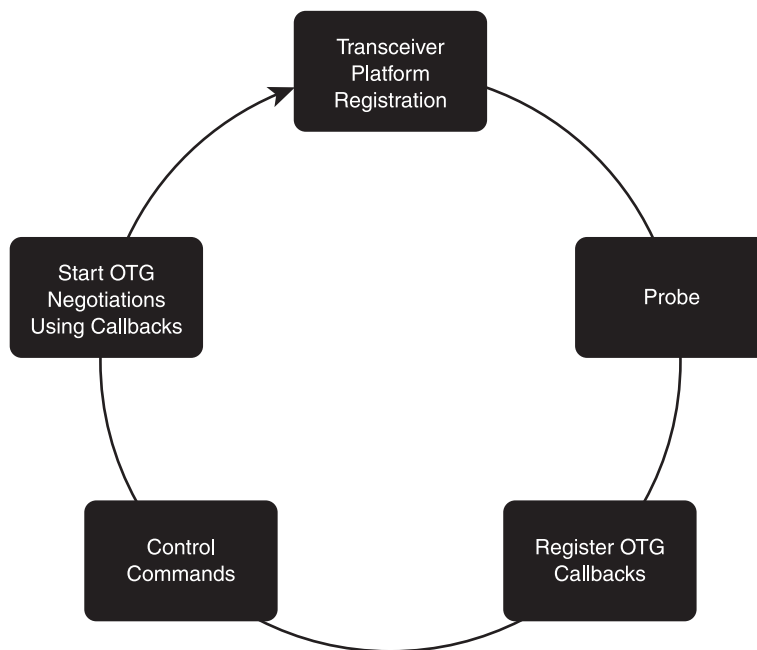 Transceiver
Platform
Registration
Probe
Register OTG
Callbacks
Control
Commands
Start OTG
Negotiations
Using Callbacks